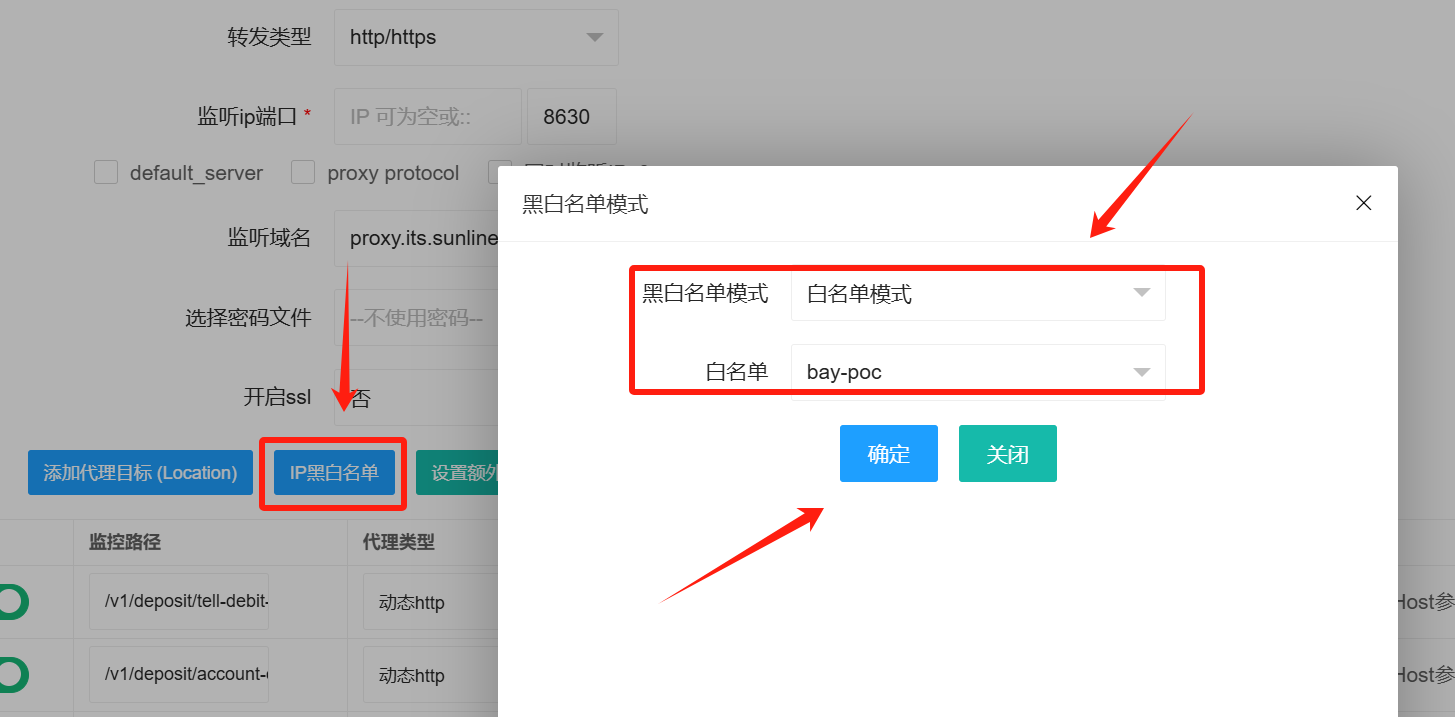 转发类型 http/https
监听ip端口 * IP 可为空或:: 8630
default_server proxy protocol
黑白名单模式
监听域名 proxy.its.sunline
黑白名单模式 白名单模式
选择密码文件 --不使用密码--
白名单 bay-poc
开启ssl 否
确定 关闭
添加代理目标 (Location) IP黑白名单 设置额外
监控路径 代理类型
/v1/deposit/tell-debit- 动态http Host参
/v1/deposit/account- 动态http Host参